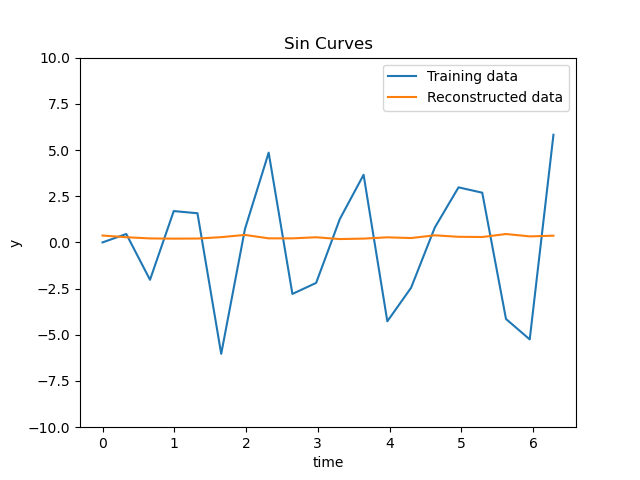 Sin Curves
Training data
Reconstructed data
10.0
7.5
5.0
2.5
0.0
−2.5
−5.0
−7.5
−10.0
y
0 1 2 3 4 5 6
time